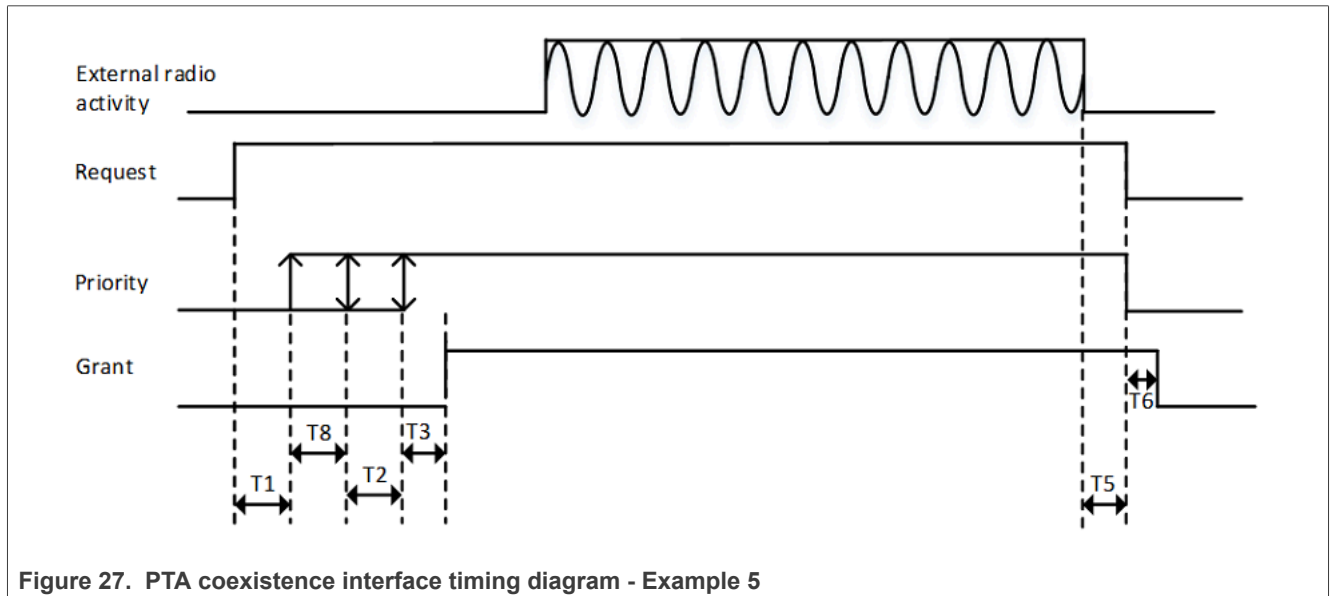 External radio
activity
Request
Priority
Grant
T1
T8
T2
T3
T5
T6
Figure 27. PTA coexistence interface timing diagram - Example 5